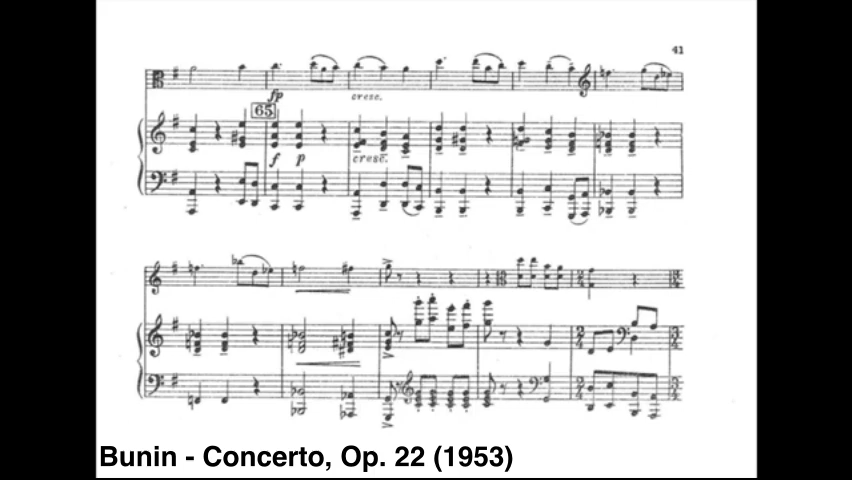 41
fp
cresc.
65
f p
cresc.
Bunin - Concerto, Op. 22 (1953)